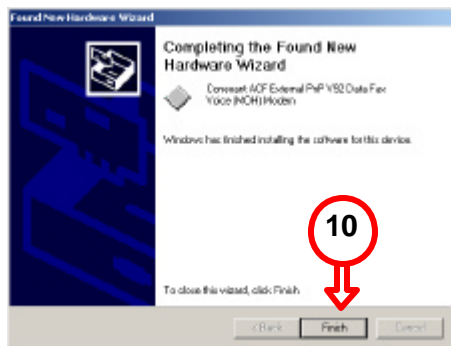 Found New Hardware Wizard
Completing the Found New
Hardware Wizard
Conexant ACF External PnP V92 Data Fax
Voice (MOH) Modem
Windows has finished installing the software for this device.
10
To close this wizard, click Finish.
< Back Finish Cancel